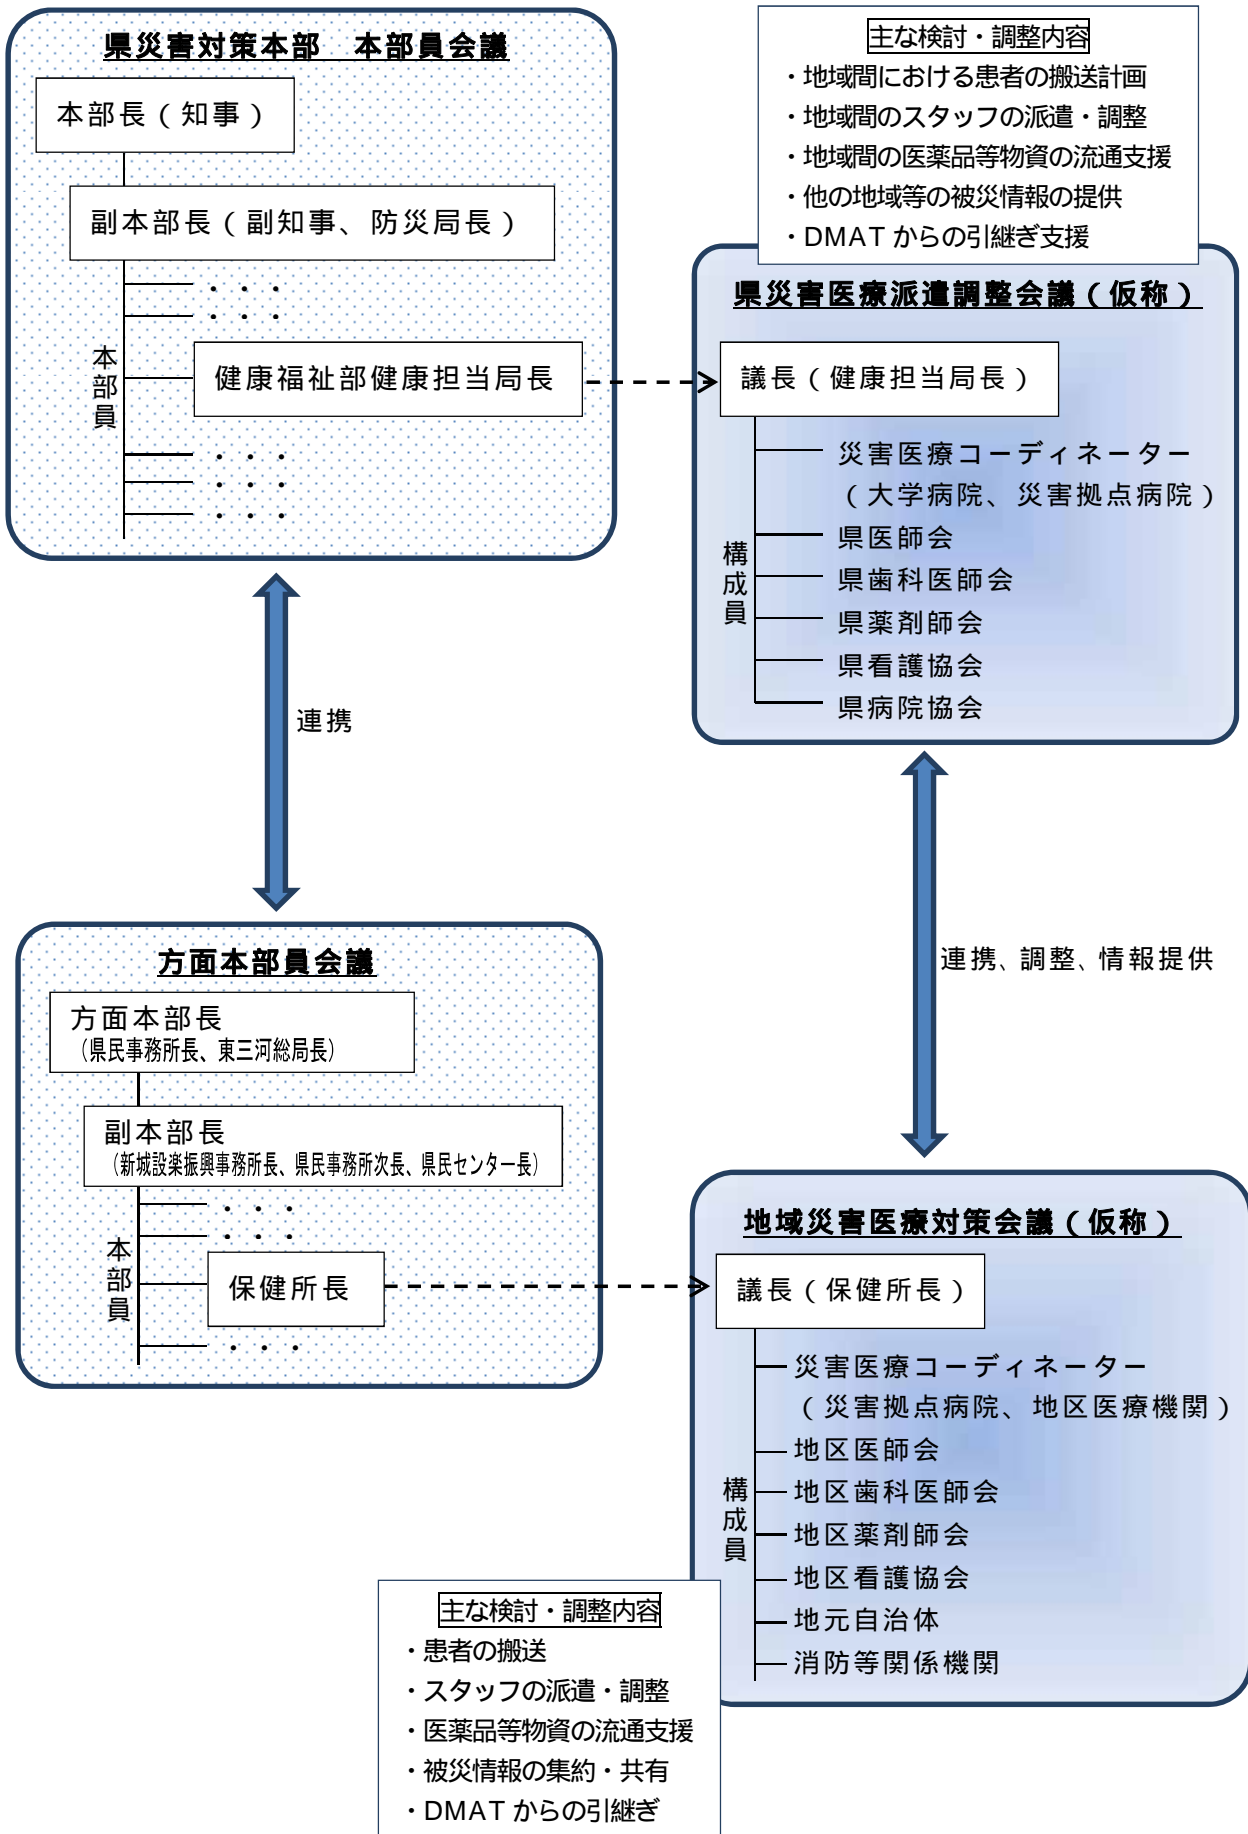 県災害対策本部　本部員会議
本部長（知事）
副本部長（副知事、防災局長）
・・・
・・・
健康福祉部健康担当局長
本部員
・・・
・・・
・・・
主な検討・調整内容
・地域間における患者の搬送計画
・地域間のスタッフの派遣・調整
・地域間の医薬品等物資の流通支援
・他の地域等の被災情報の提供
・DMATからの引継ぎ支援
県災害医療派遣調整会議（仮称）
議長（健康担当局長）
災害医療コーディネーター
（大学病院、災害拠点病院）
県医師会
県歯科医師会
県薬剤師会
県看護協会
県病院協会
構成員
連携
連携、調整、情報提供
方面本部員会議
方面本部長
（県民事務所長、東三河総局長）
副本部長
（新城設楽振興事務所長、県民事務所次長、県民センター長）
・・・
・・・
本部員
保健所長
・・・
地域災害医療対策会議（仮称）
議長（保健所長）
災害医療コーディネーター
（災害拠点病院、地区医療機関）
地区医師会
地区歯科医師会
地区薬剤師会
地区看護協会
地元自治体
消防等関係機関
構成員
主な検討・調整内容
・患者の搬送
・スタッフの派遣・調整
・医薬品等物資の流通支援
・被災情報の集約・共有
・DMATからの引継ぎ